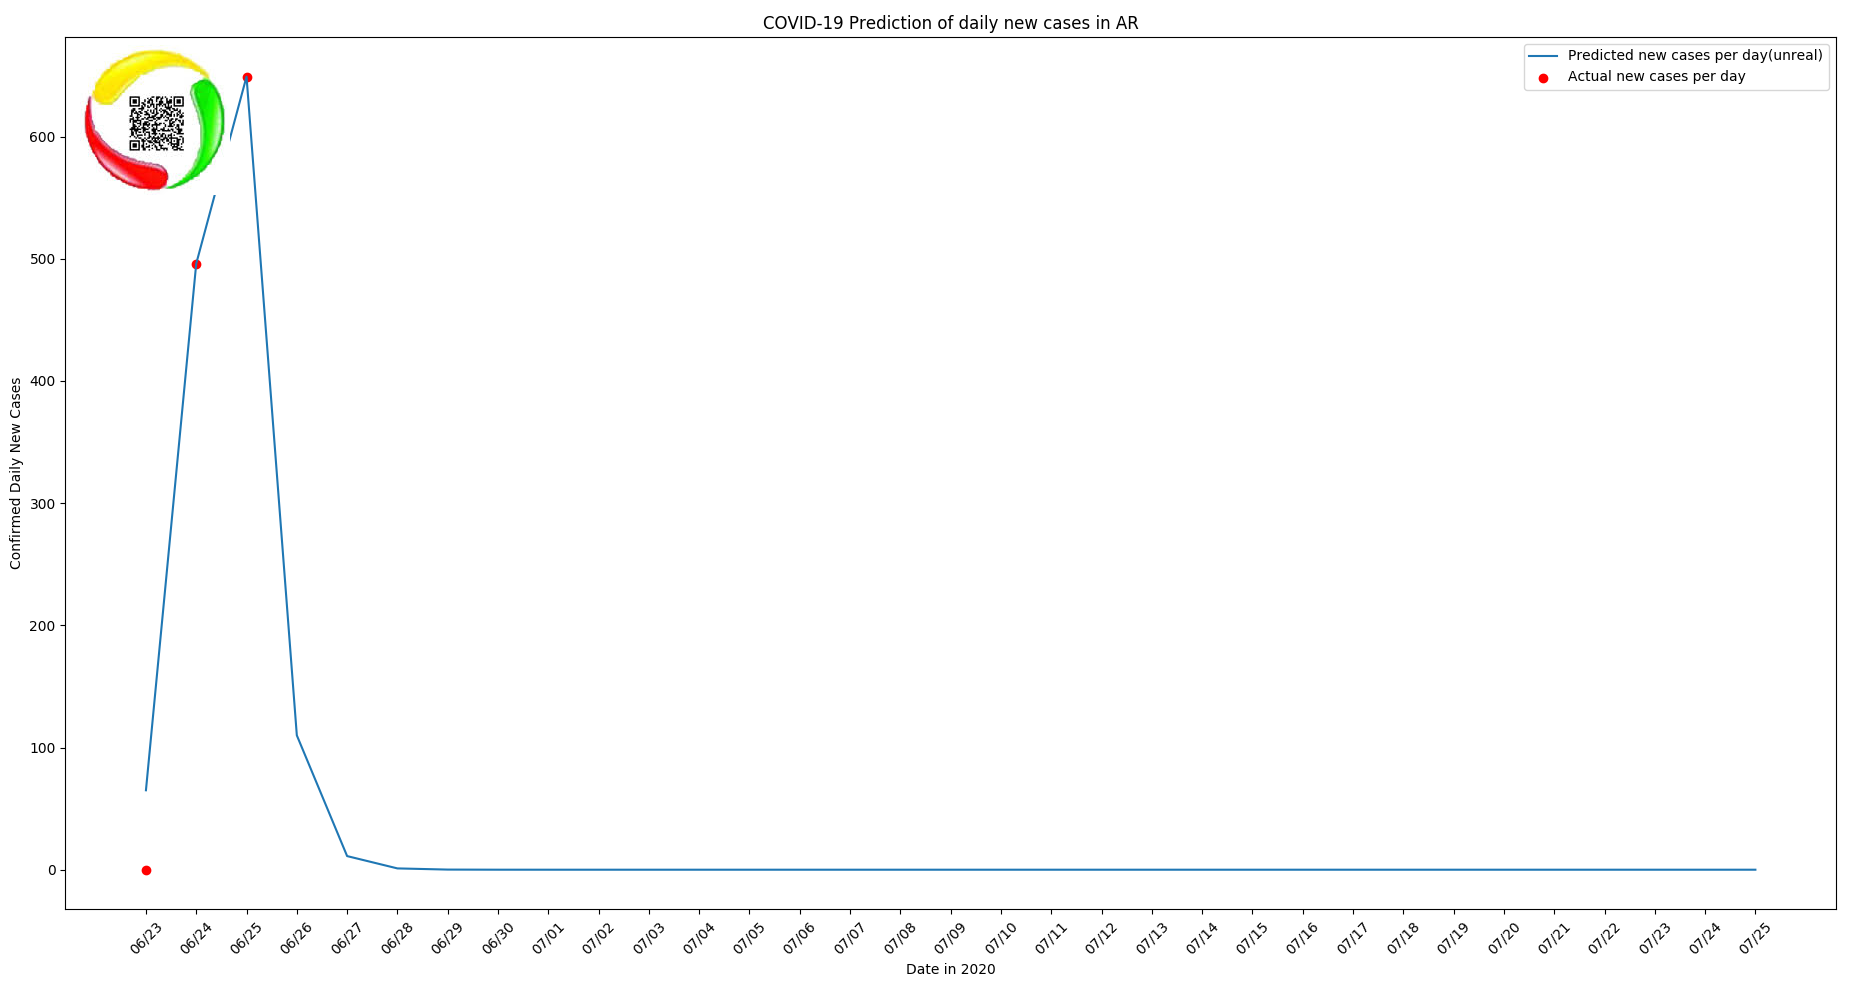 COVID-19 Prediction of daily new cases in AR
Predicted new cases per day(unreal)
Actual new cases per day
Confirmed Daily New Cases
600
500
400
300
200
100
0
06/23 06/24 06/25 06/26 06/27 06/28 06/29 06/30 07/01 07/02 07/03 07/04 07/05 07/06 07/07 07/08 07/09 07/10 07/11 07/12 07/13 07/14 07/15 07/16 07/17 07/18 07/19 07/20 07/21 07/22 07/23 07/24 07/25
Date in 2020